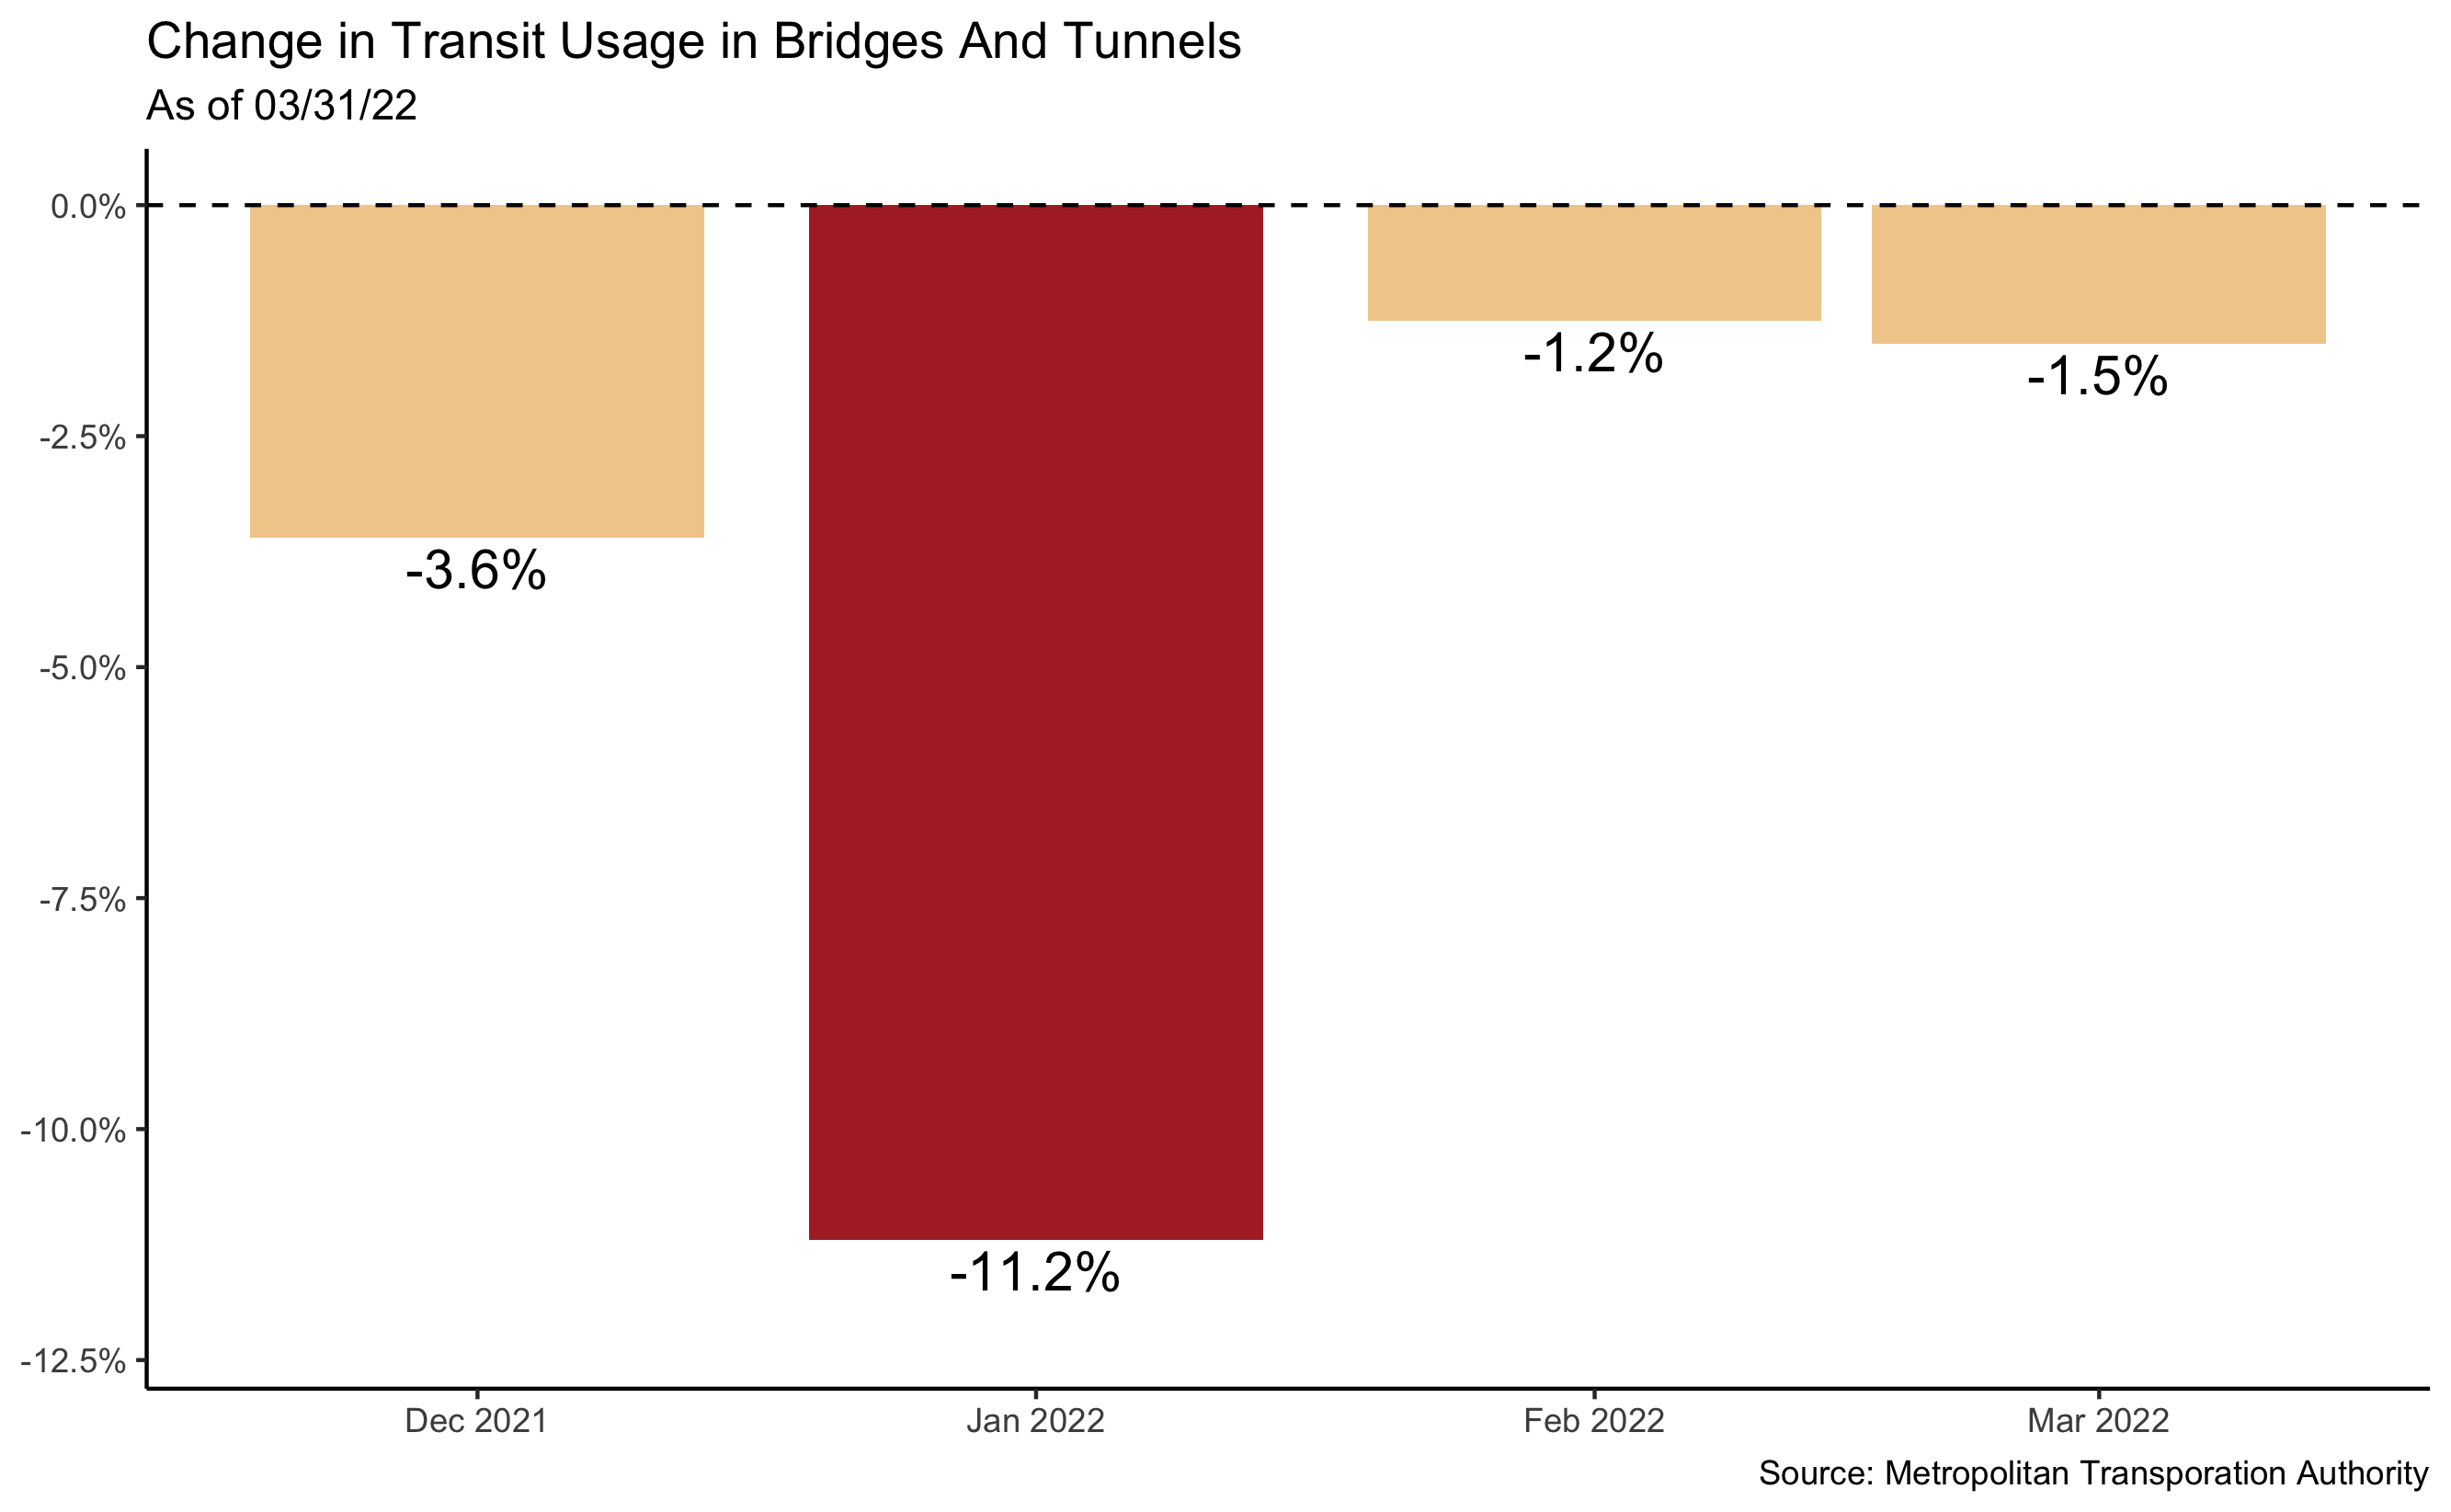 Change in Transit Usage in Bridges And Tunnels
As of 03/31/22
0.0%
-2.5%
-5.0%
-7.5%
-10.0%
-12.5%
-3.6%
-11.2%
-1.2%
-1.5%
Dec 2021
Jan 2022
Feb 2022
Mar 2022
Source: Metropolitan Transporation Authority